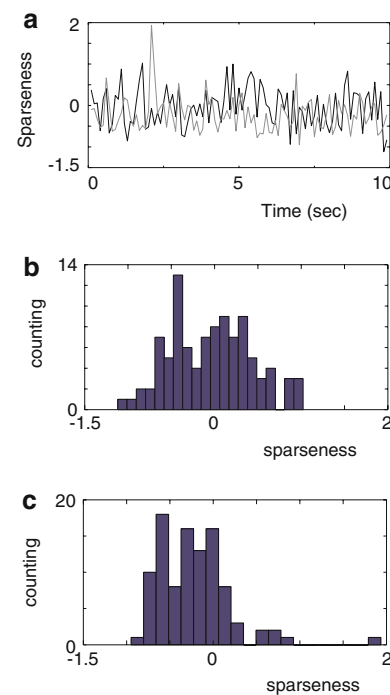 a
2
0
-1.5
Sparseness
0 5 10
Time (sec)
b
14
0
counting
-1.5 0 2
sparseness
c
20
0
counting
-1.5 0 2
sparseness